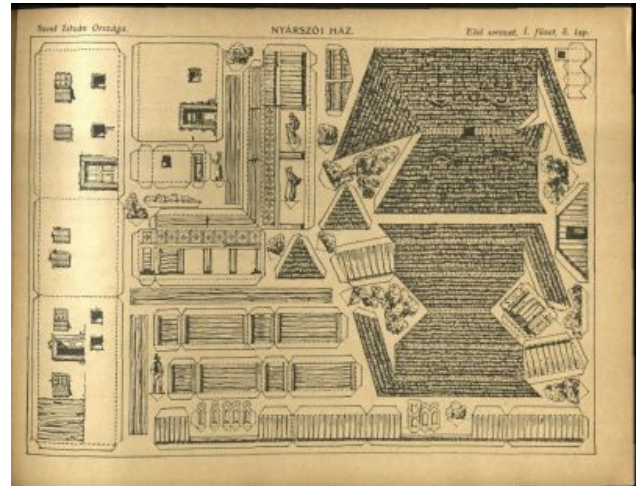 Szent István Országa.
NYÁRSZÓI HÁZ.
Első sorozat, I. füzet, 5. lap.